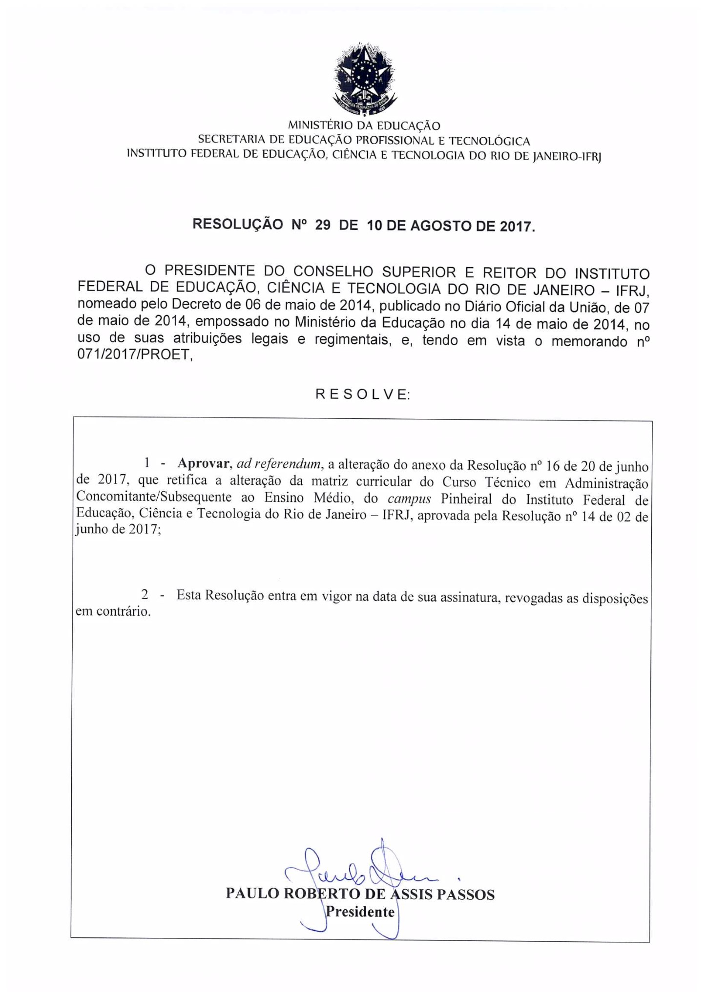 REPÚBLICA FEDERATIVA DO BRASIL
15 de Novembro de 1889
MINISTÉRIO DA EDUCAÇÃO
SECRETARIA DE EDUCAÇÃO PROFISSIONAL E TECNOLÓGICA
INSTITUTO FEDERAL DE EDUCAÇÃO, CIÊNCIA E TECNOLOGIA DO RIO DE JANEIRO-IFRJ
RESOLUÇÃO Nº 29 DE 10 DE AGOSTO DE 2017.
O PRESIDENTE DO CONSELHO SUPERIOR E REITOR DO INSTITUTO
FEDERAL DE EDUCAÇÃO, CIÊNCIA E TECNOLOGIA DO RIO DE JANEIRO – IFRJ,
nomeado pelo Decreto de 06 de maio de 2014, publicado no Diário Oficial da União, de 07
de maio de 2014, empossado no Ministério da Educação no dia 14 de maio de 2014, no
uso de suas atribuições legais e regimentais, e, tendo em vista o memorando nº
071/2017/PROET,
R E S O L V E:
1 - Aprovar, ad referendum, a alteração do anexo da Resolução nº 16 de 20 de junho
de 2017, que retifica a alteração da matriz curricular do Curso Técnico em Administração
Concomitante/Subsequente ao Ensino Médio, do campus Pinheiral do Instituto Federal de
Educação, Ciência e Tecnologia do Rio de Janeiro – IFRJ, aprovada pela Resolução nº 14 de 02 de
junho de 2017;
2 - Esta Resolução entra em vigor na data de sua assinatura, revogadas as disposições
em contrário.
PAULO ROBERTO DE ASSIS PASSOS
Presidente